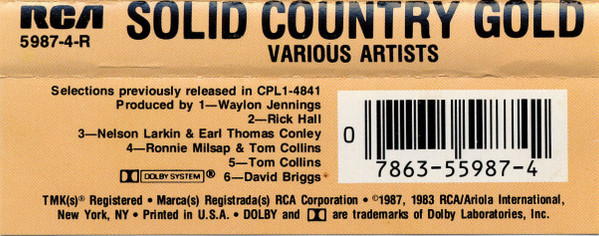 RCA SOLID COUNTRY GOLD
5987-4-R VARIOUS ARTISTS
Selections previously released in CPL1-4841
Produced by 1—Waylon Jennings
2—Rick Hall
3—Nelson Larkin & Earl Thomas Conley
4—Ronnie Milsap & Tom Collins
5—Tom Collins
DOLBY SYSTEM® 6—David Briggs
0 7863-55987-4
TMK(s)® Registered • Marca(s) Registrada(s) RCA Corporation • ©1987, 1983 RCA/Ariola International,
New York, NY • Printed in U.S.A. • DOLBY and are trademarks of Dolby Laboratories, Inc.